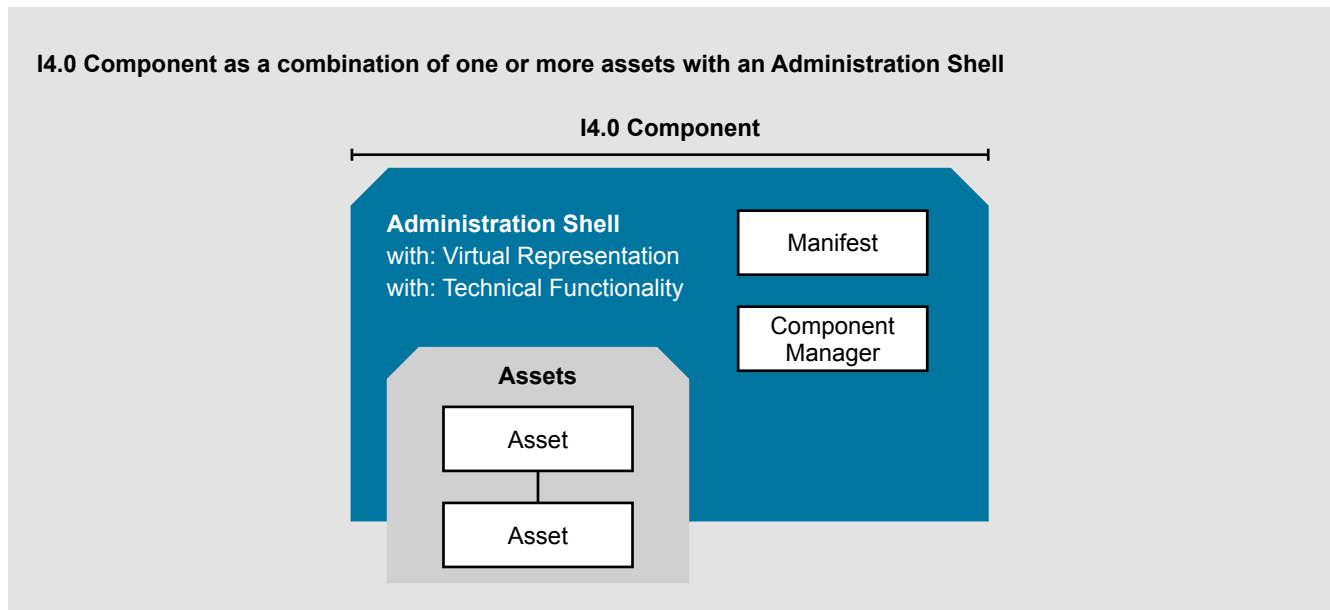 I4.0 Component as a combination of one or more assets with an Administration Shell
I4.0 Component
Administration Shell
with: Virtual Representation
with: Technical Functionality
Manifest
Component
Manager
Assets
Asset
Asset